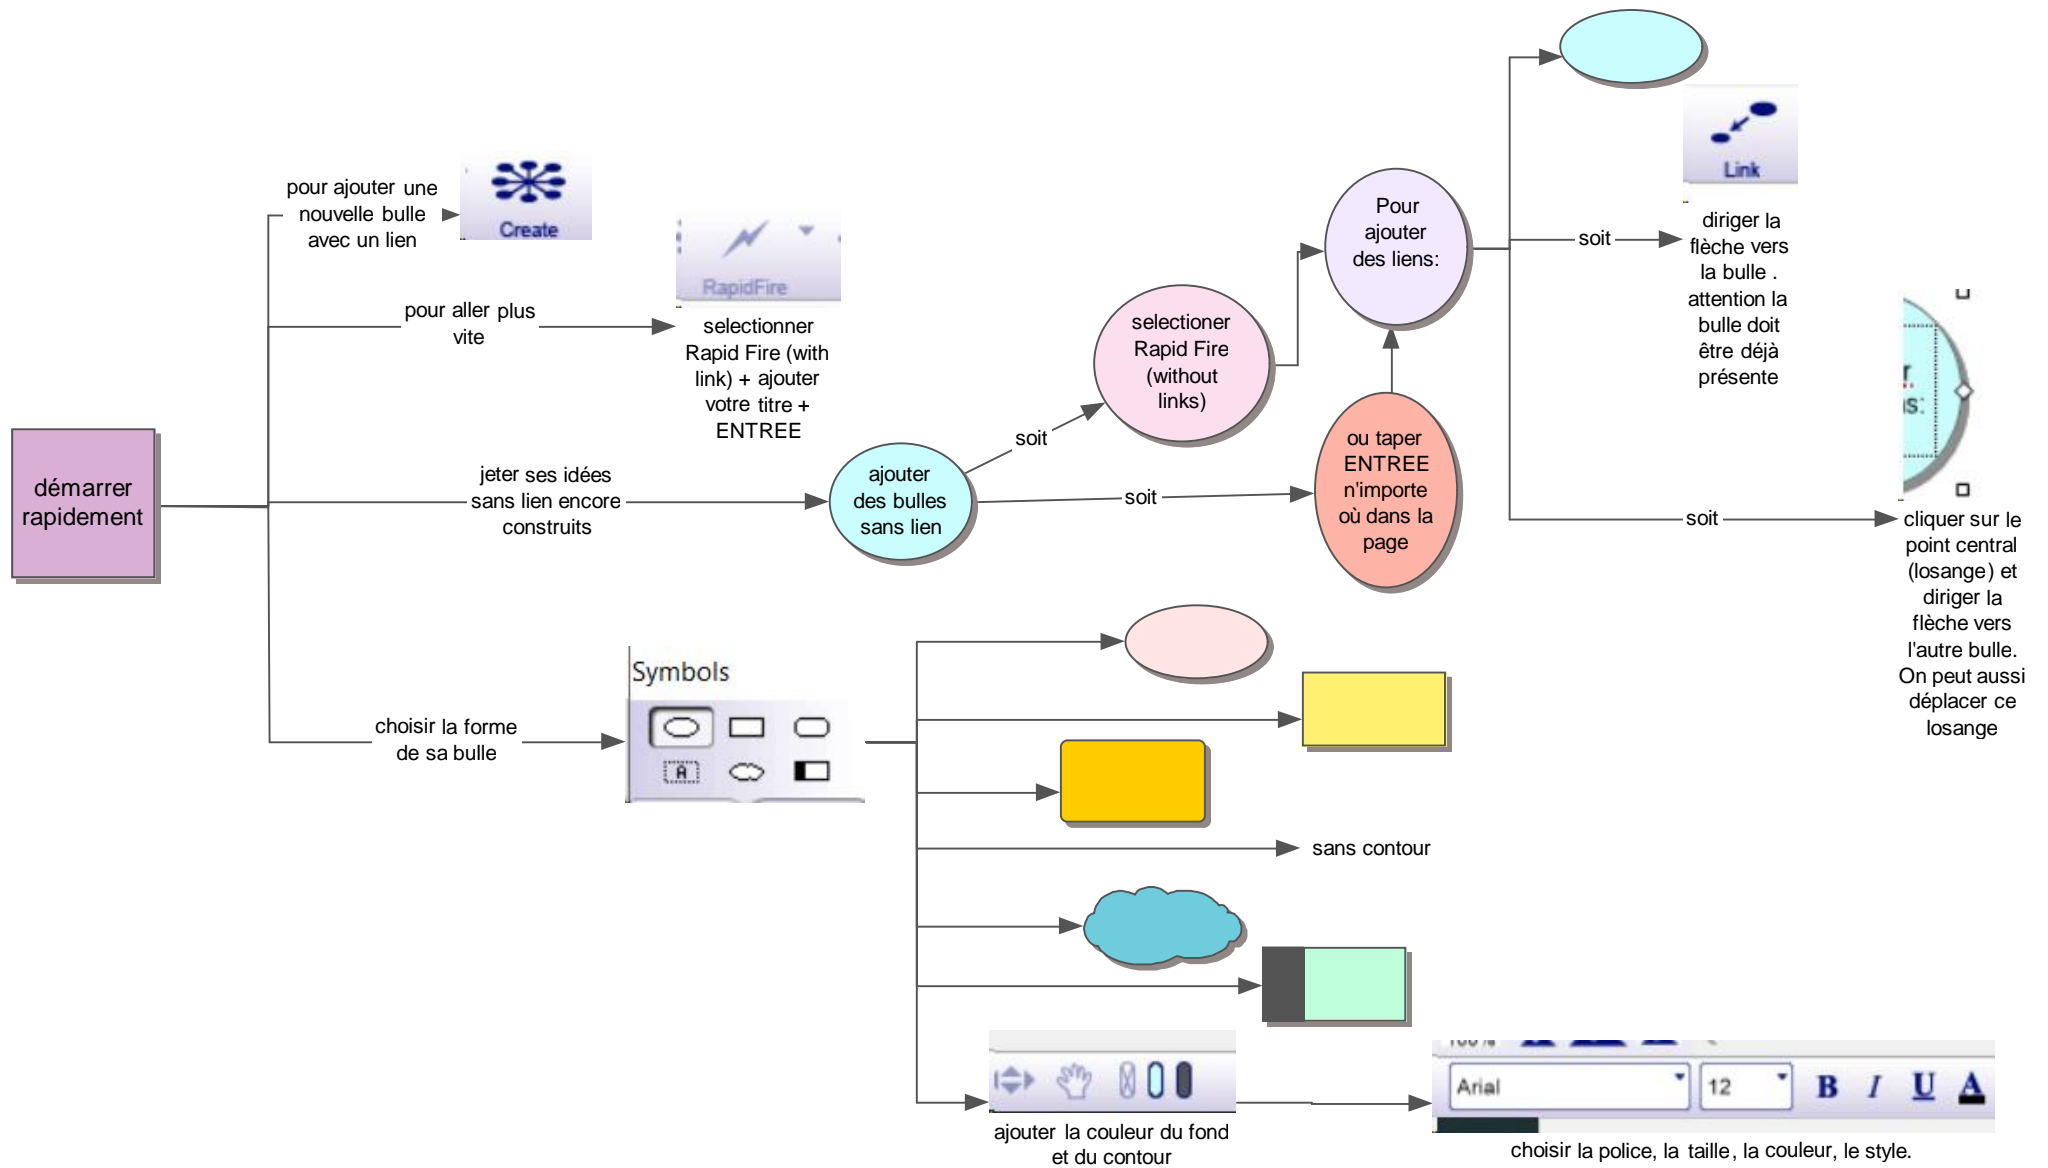 démarrer
rapidement
pour ajouter une
nouvelle bulle
avec un lien
Create
pour aller plus
vite
RapidFire
selectionner
Rapid Fire (with
link) + ajouter
votre titre +
ENTREE
jeter ses idées
sans lien encore
construits
ajouter
des bulles
sans lien
soit
selectioner
Rapid Fire
(without
links)
soit
ou taper
ENTREE
n'importe
où dans la
page
Pour
ajouter
des liens:
soit
Link
diriger la
flèche vers
la bulle .
attention la
bulle doit
être déjà
présente
soit
cliquer sur le
point central
(losange) et
diriger la
flèche vers
l'autre bulle.
On peut aussi
déplacer ce
losange
choisir la forme
de sa bulle
Symbols
A
sans contour
ajouter la couleur du fond
et du contour
Arial
12
B I U A
choisir la police, la taille, la couleur, le style.